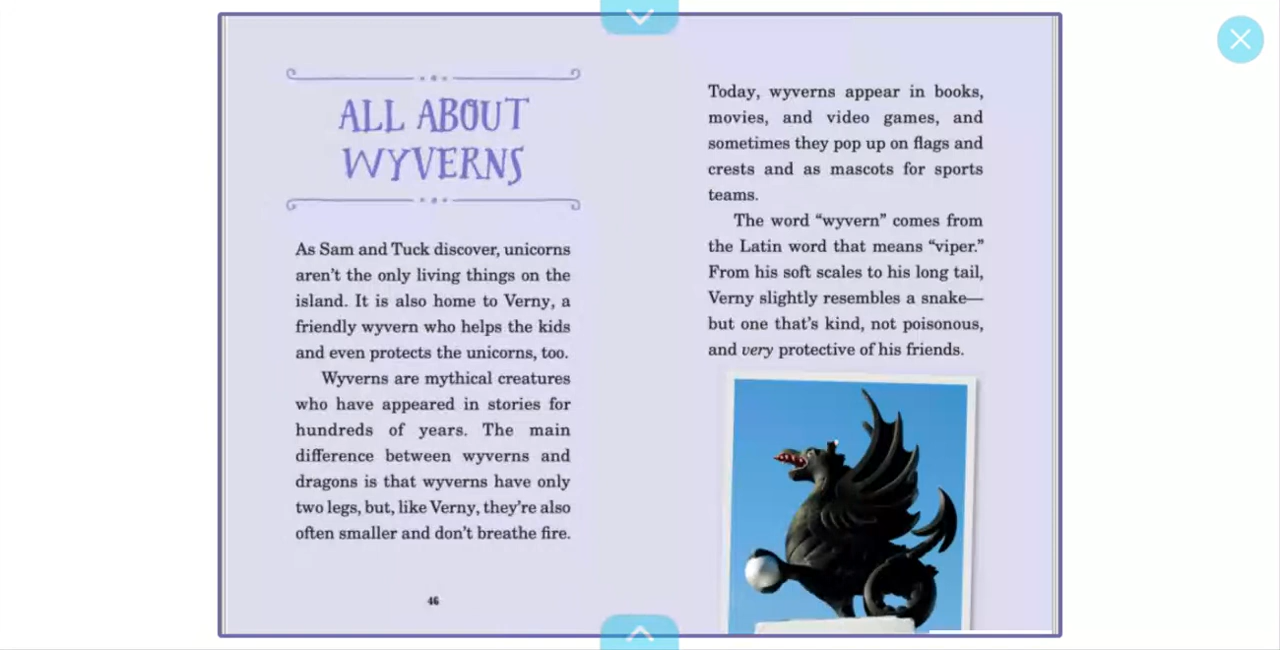 ALL ABOUT
WYVERNS
As Sam and Tuck discover, unicorns
aren't the only living things on the
island. It is also home to Verny, a
friendly wyvern who helps the kids
and even protects the unicorns, too.
Wyverns are mythical creatures
who have appeared in stories for
hundreds of years. The main
difference between wyverns and
dragons is that wyverns have only
two legs, but, like Verny, they're also
often smaller and don't breathe fire.
46
Today, wyverns appear in books,
movies, and video games, and
sometimes they pop up on flags and
crests and as mascots for sports
teams.
The word “wyvern” comes from
the Latin word that means “viper.”
From his soft scales to his long tail,
Verny slightly resembles a snake—
but one that's kind, not poisonous,
and very protective of his friends.